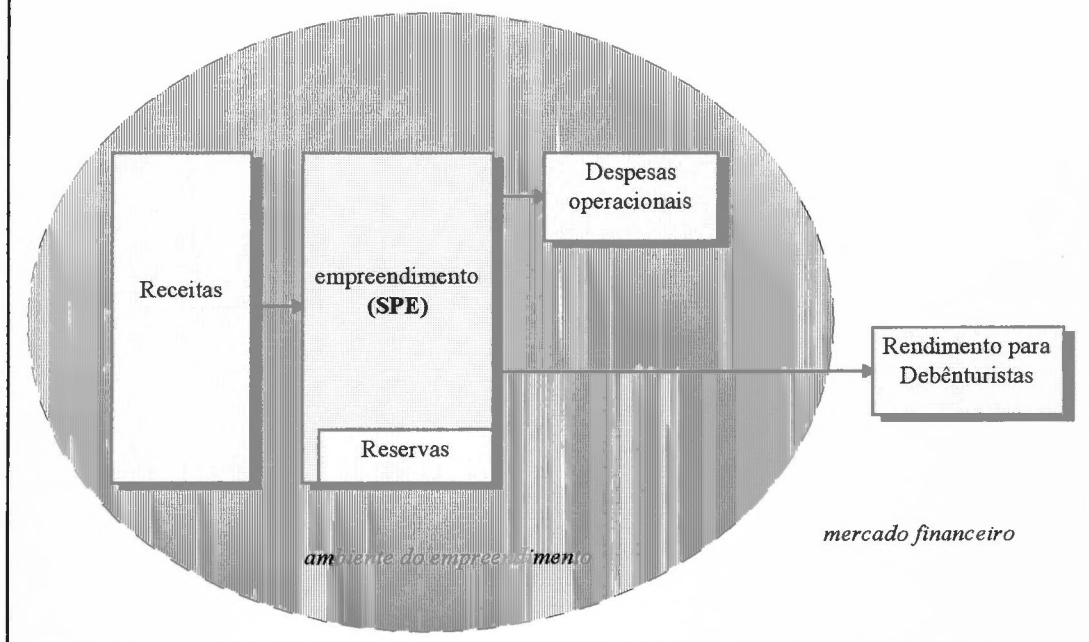 Receitas
empreendimento
(SPE)
Reservas
Despesas
operacionais
Rendimento para
Debênturistas
ambiente do empreendimento
mercado financeiro